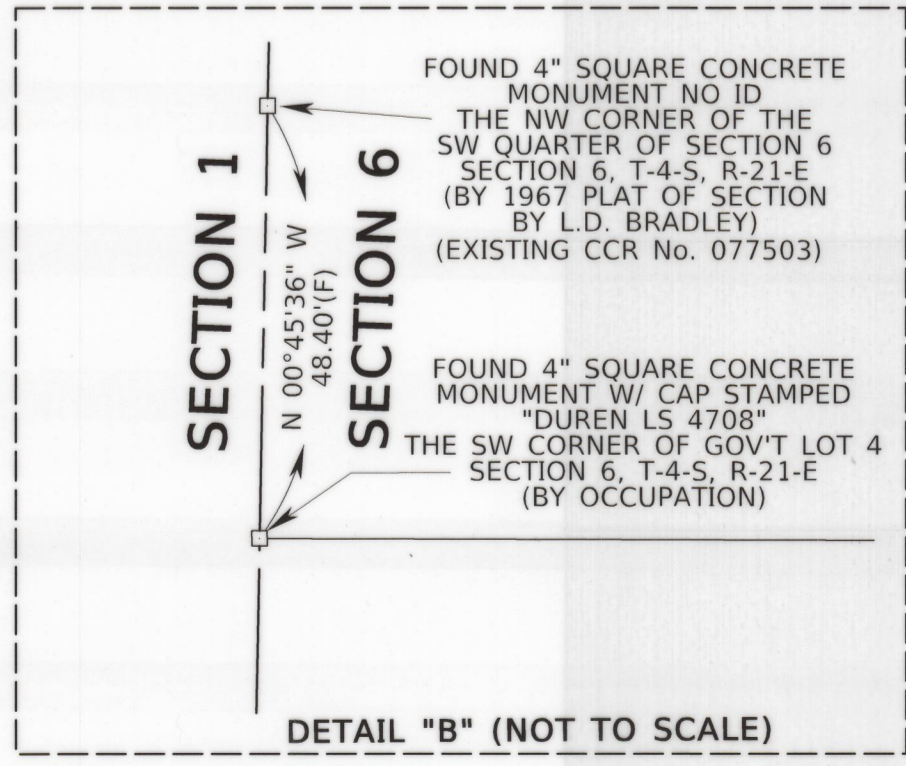 FOUND 4" SQUARE CONCRETE
MONUMENT NO ID
THE NW CORNER OF THE
SW QUARTER OF SECTION 6
SECTION 6, T-4-S, R-21-E
(BY 1967 PLAT OF SECTION
BY L.D. BRADLEY)
(EXISTING CCR No. 077503)
SECTION 1
N 00°45'36" W
48.40'(F)
SECTION 6
FOUND 4" SQUARE CONCRETE
MONUMENT W/ CAP STAMPED
"DUREN LS 4708"
THE SW CORNER OF GOV'T LOT 4
SECTION 6, T-4-S, R-21-E
(BY OCCUPATION)
DETAIL "B" (NOT TO SCALE)